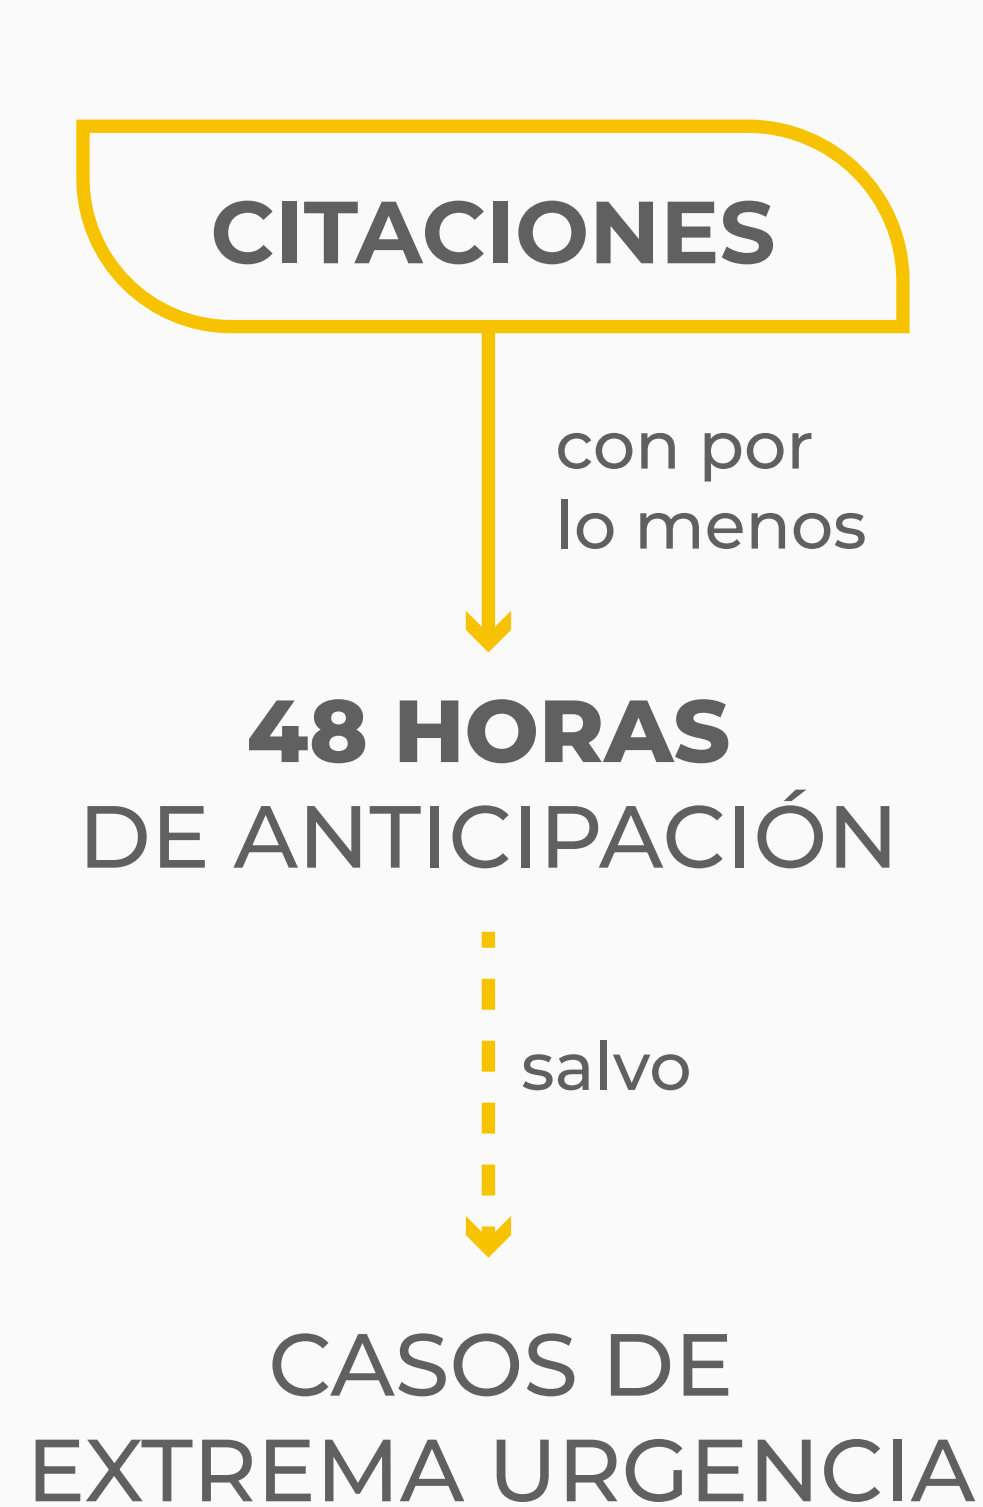 CITACIONES
con por
lo menos
48 HORAS
DE ANTICIPACIÓN
salvo
CASOS DE
EXTREMA URGENCIA